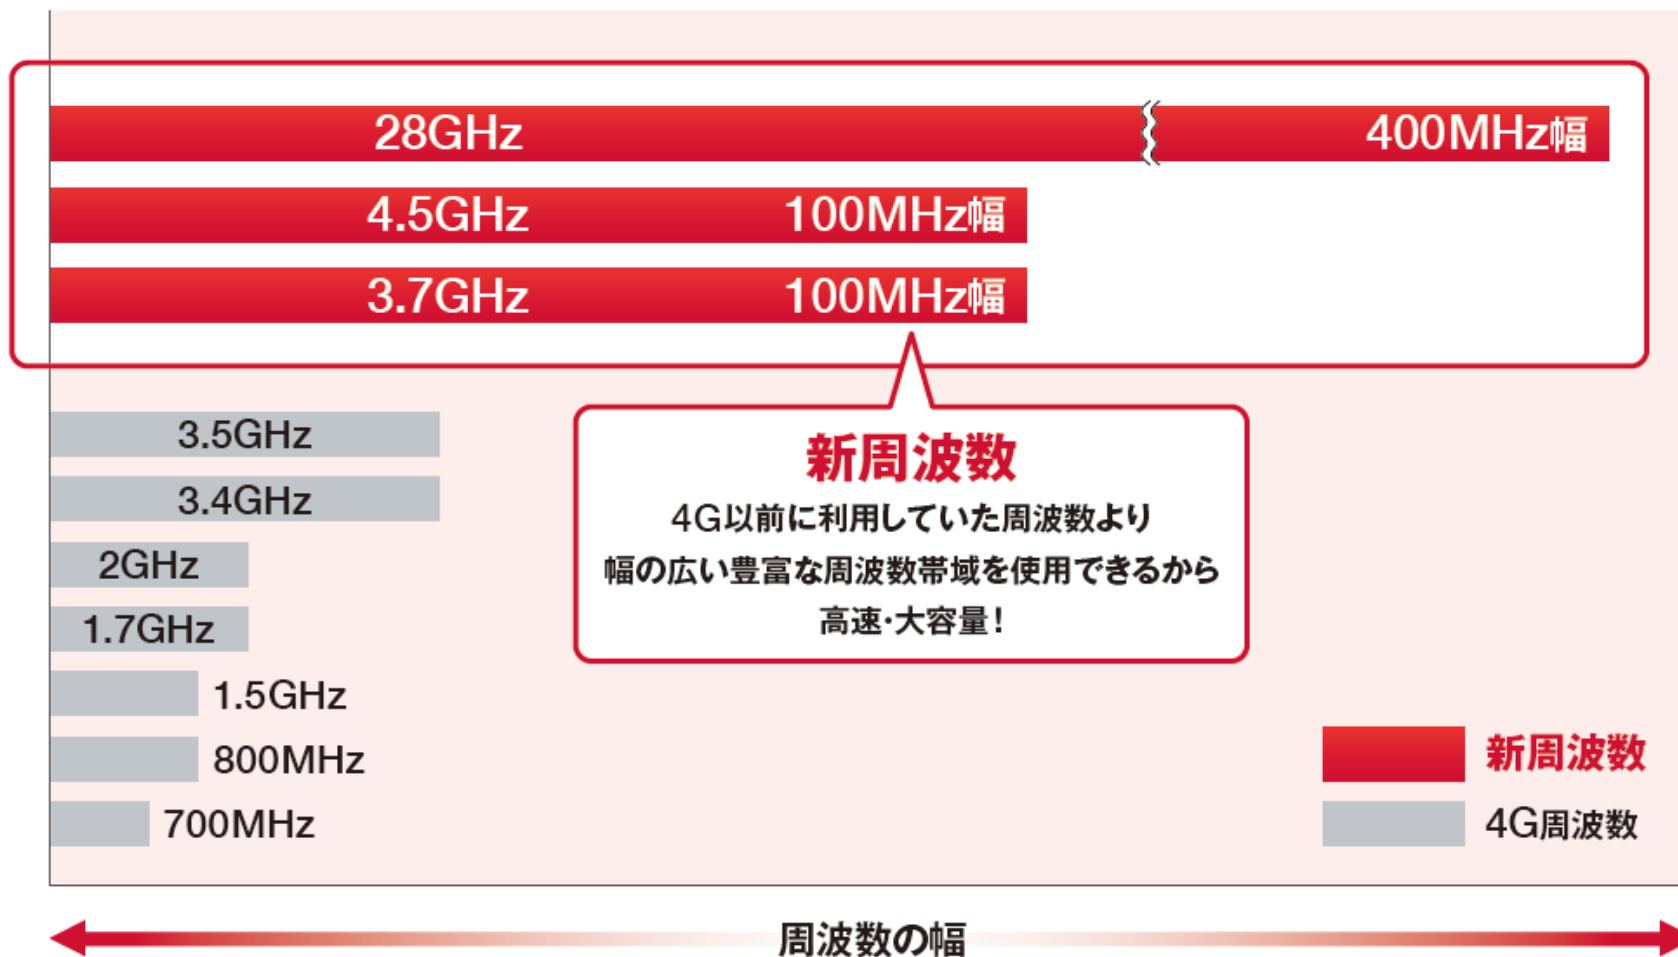 28GHz 400MHz幅
4.5GHz 100MHz幅
3.7GHz 100MHz幅
3.5GHz
3.4GHz
2GHz
1.7GHz
1.5GHz
800MHz
700MHz
新周波数
4G以前に利用していた周波数より
幅の広い豊富な周波数帯域を使用できるから
高速・大容量!
新周波数
4G周波数
周波数の幅